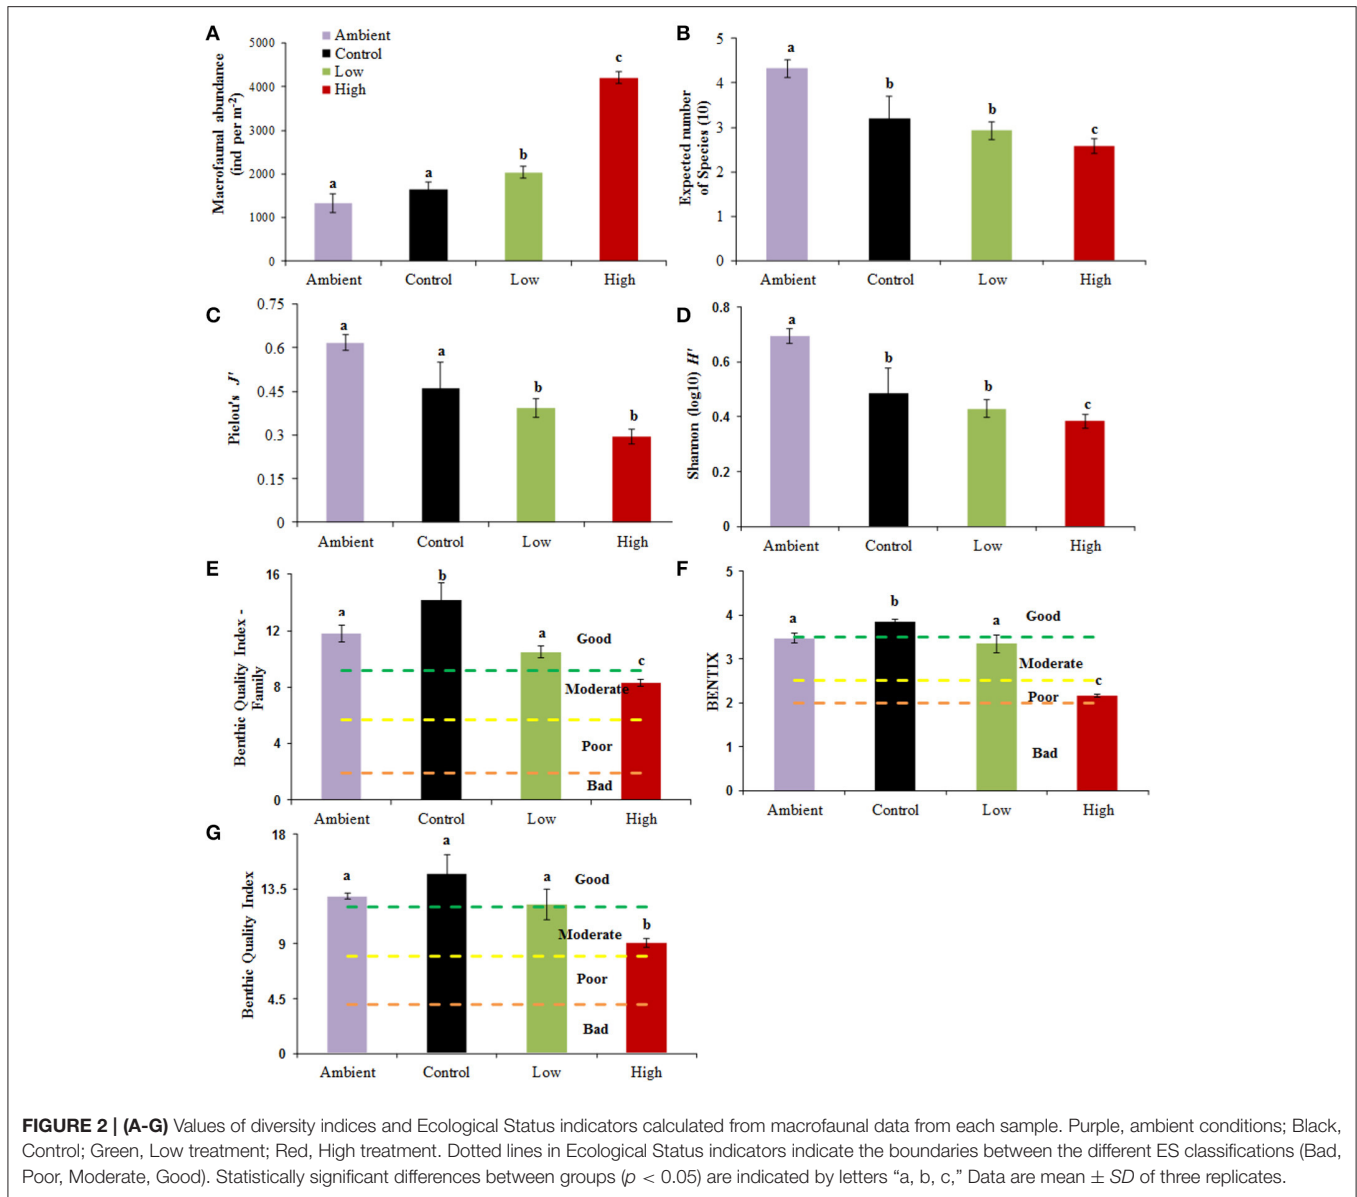 A
Macrofaunal abundance
(ind per m⁻²)
Ambient
Control
Low
High
5000
4000
3000
2000
1000
0
a
a
b
c
Ambient Control Low High
B
Expected number
of Species (10)
5
4
3
2
1
0
a
b
b
c
Ambient Control Low High
C
Pielou's J'
0.75
0.6
0.45
0.3
0.15
0
a
a
b
b
Ambient Control Low High
D
Shannon (log10) H'
0.8
0.6
0.4
0.2
0
a
b
b
c
Ambient Control Low High
E
Benthic Quality Index -
Family
16
12
8
4
0
a
b
a
c
Good
Moderate
Poor
Bad
Ambient Control Low High
F
BENTIX
5
4
3
2
1
0
a
b
a
c
Good
Moderate
Poor
Bad
Ambient Control Low High
G
Benthic Quality Index
18
13.5
9
4.5
0
a
a
a
b
Good
Moderate
Poor
Bad
Ambient Control Low High
FIGURE 2 | (A-G) Values of diversity indices and Ecological Status indicators calculated from macrofaunal data from each sample. Purple, ambient conditions; Black,
Control; Green, Low treatment; Red, High treatment. Dotted lines in Ecological Status indicators indicate the boundaries between the different ES classifications (Bad,
Poor, Moderate, Good). Statistically significant differences between groups (p < 0.05) are indicated by letters “a, b, c,” Data are mean ± SD of three replicates.